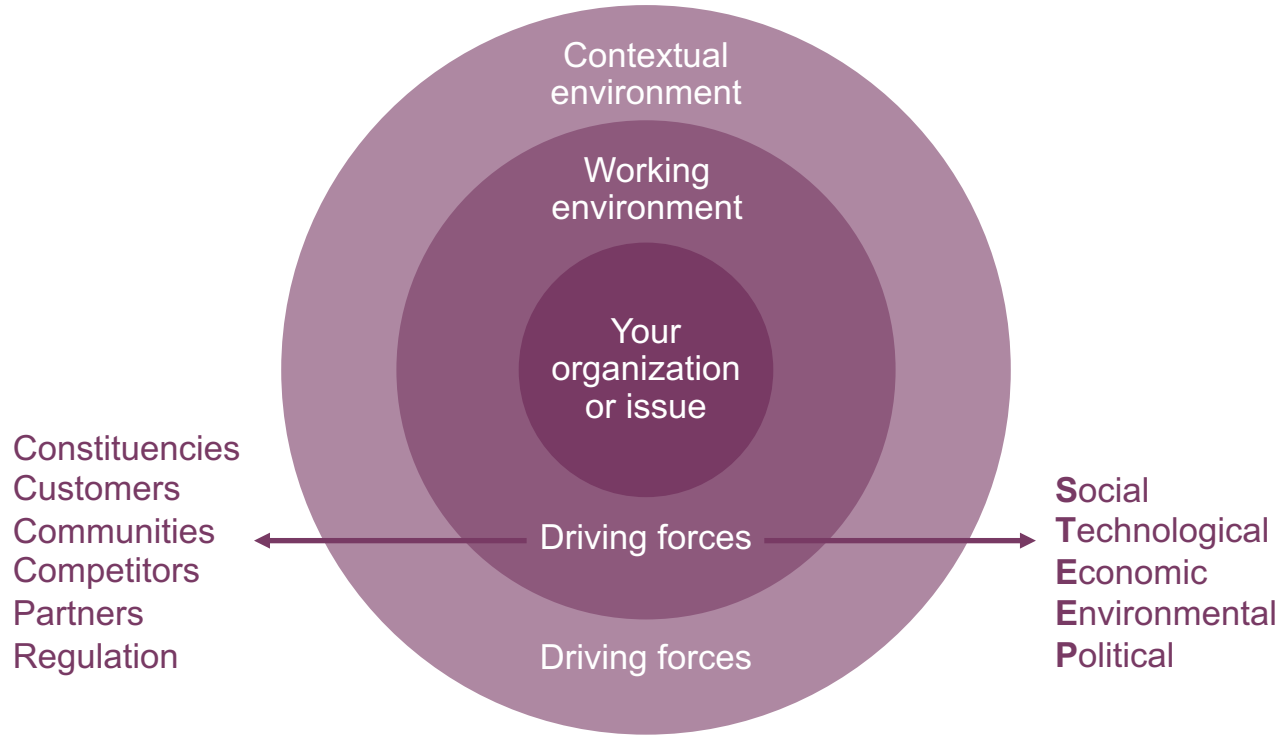 Contextual
environment
Working
environment
Your
organization
or issue
Driving forces
Driving forces
Constituencies
Customers
Communities
Competitors
Partners
Regulation
Social
Technological
Economic
Environmental
Political